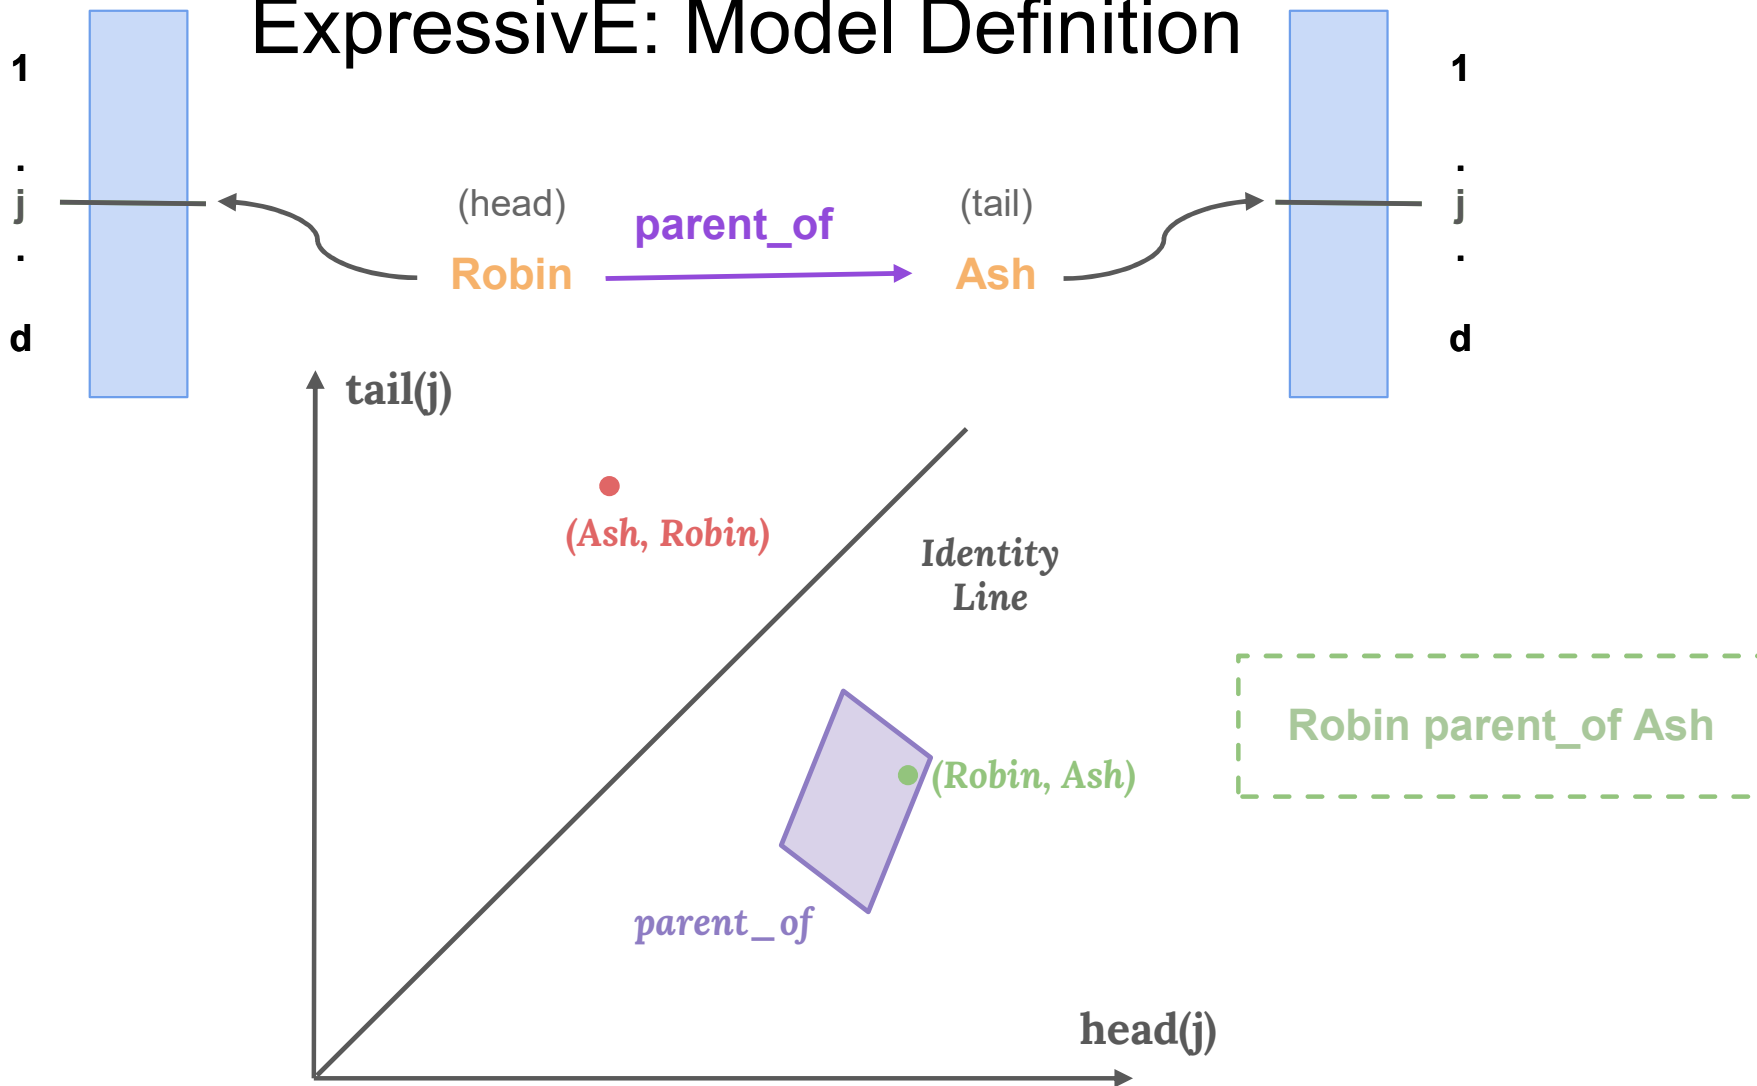 ExpressivE: Model Definition
1
.
j
.
d
(head)
parent_of
(tail)
Robin
Ash
1
.
j
.
d
tail(j)
(Ash, Robin)
Identity
Line
Robin parent_of Ash
(Robin, Ash)
parent_of
head(j)